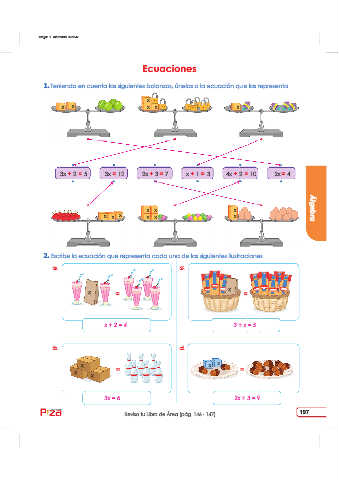 Ecuaciones
1. Teniendo en cuenta las siguientes balanzas, únelas a la ecuación que las representa
x x
x x x
x
3x + 2 = 5
3x = 12
2x + 3 = 7
x + 1 = 3
4x + 2 = 10
2x = 4
x x x
x x x x
x x
Álgebra
2. Escribe la ecuación que representa cada una de las siguientes ilustraciones
x =
=
x + 2 = 4
3 + x = 5
=
=
3x = 6
2x + 3 = 9
Revisa tu Libro de Área (pág. 146 - 147)
197